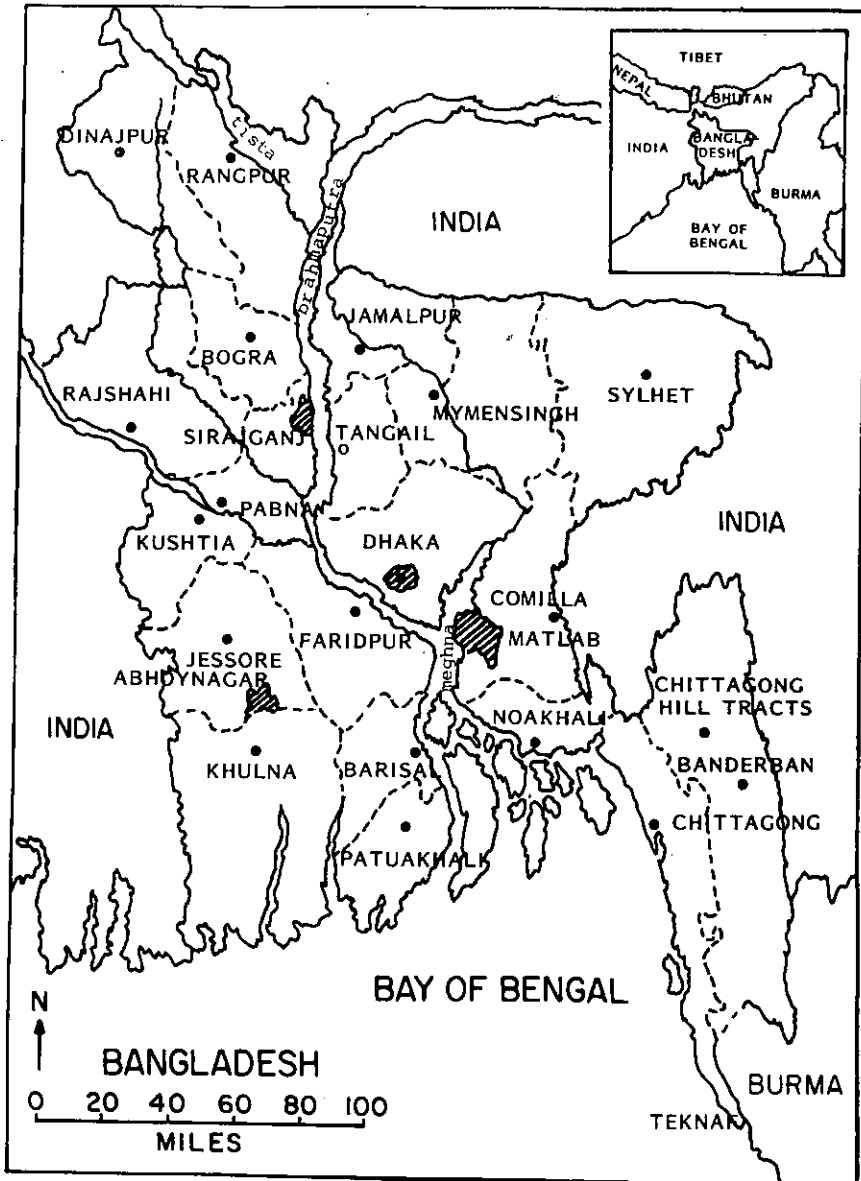 TIBET
NEPAL
BHUTAN
BANGLA
DESH
INDIA
BURMA
BAY OF
BENGAL
DINAJPUR
tista
RANGPUR
brahmaputra
INDIA
JAMALPUR
BOGRA
RAJSHAHI
MYMENSINGH
SYLHET
SIRAJGANJ
TANGAIL
PABNA
KUSHTIA
DHAKA
INDIA
COMILLA
FARIDPUR
MATLAB
meghna
JESSORE
ABHOYNAGAR
CHITTAGONG
HILL TRACTS
INDIA
NOAKHALI
KHULNA
BARISAL
BANDERBAN
CHITTAGONG
PATUAKHALK
BAY OF BENGAL
N
BANGLADESH
0 20 40 60 80 100
MILES
BURMA
TEKNAF